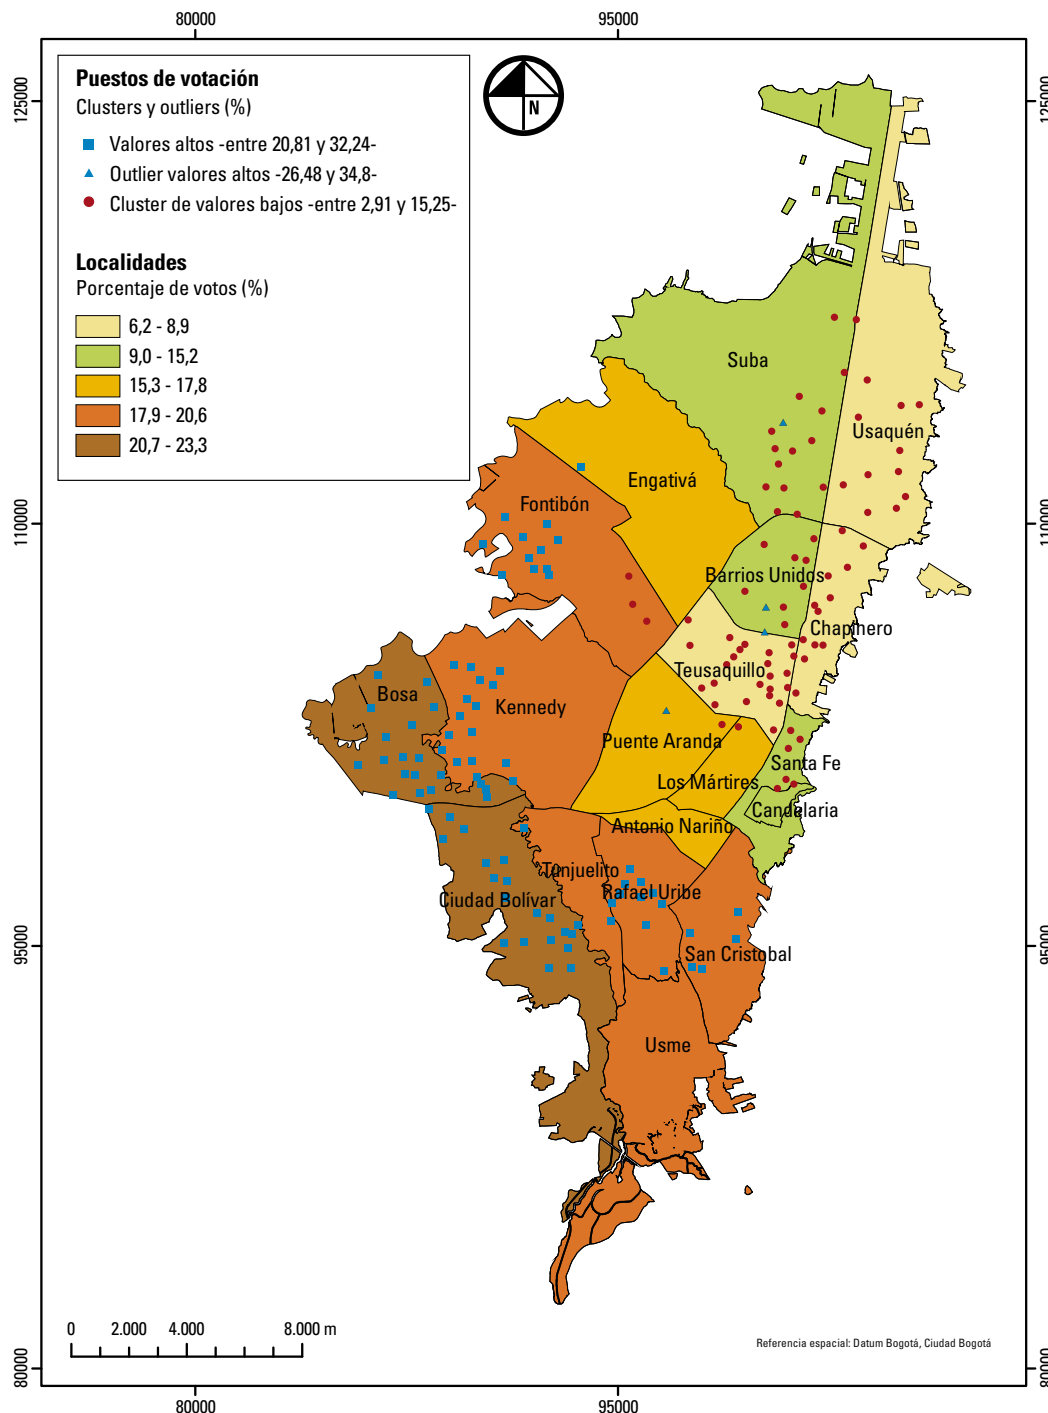 80000
95000
125000
125000
Puestos de votación
Clusters y outliers (%)
Valores altos -entre 20,81 y 32,24-
Outlier valores altos -26,48 y 34,8-
Cluster de valores bajos -entre 2,91 y 15,25-
Localidades
Porcentaje de votos (%)
6,2 - 8,9
9,0 - 15,2
15,3 - 17,8
17,9 - 20,6
20,7 - 23,3
N
Suba
Usaquén
Engativá
Fontibón
110000
110000
Barrios Unidos
Chapinero
Teusaquillo
Bosa
Kennedy
Puente Aranda
Santa Fe
Los Mártires
Candelaria
Antonio Nariño
Tunjuelito
Rafael Uribe
Ciudad Bolívar
95000
95000
San Cristobal
Usme
0
2.000
4.000
8.000 m
Referencia espacial: Datum Bogotá, Ciudad Bogotá
80000
80000
80000
95000